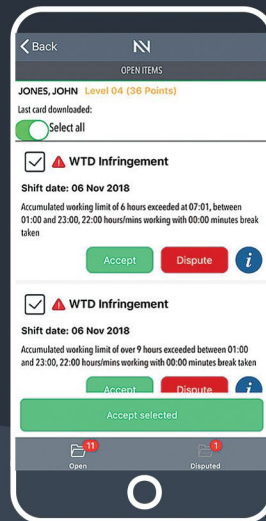 Back
OPEN ITEMS
JONES, JOHN Level 04 (36 Points)
Last card downloaded:
Select all
WTD Infringement
Shift date: 06 Nov 2018
Accumulated working limit of 6 hours exceeded at 07:01, between
01:00 and 23:00, 22:00 hours/mins working with 00:00 minutes break
taken
Accept Dispute i
WTD Infringement
Shift date: 06 Nov 2018
Accumulated working limit of over 9 hours exceeded between 01:00
and 23:00, 22:00 hours/mins working with 00:00 minutes break taken
Accept Dispute i
Accept selected
11 1
Open Disputed